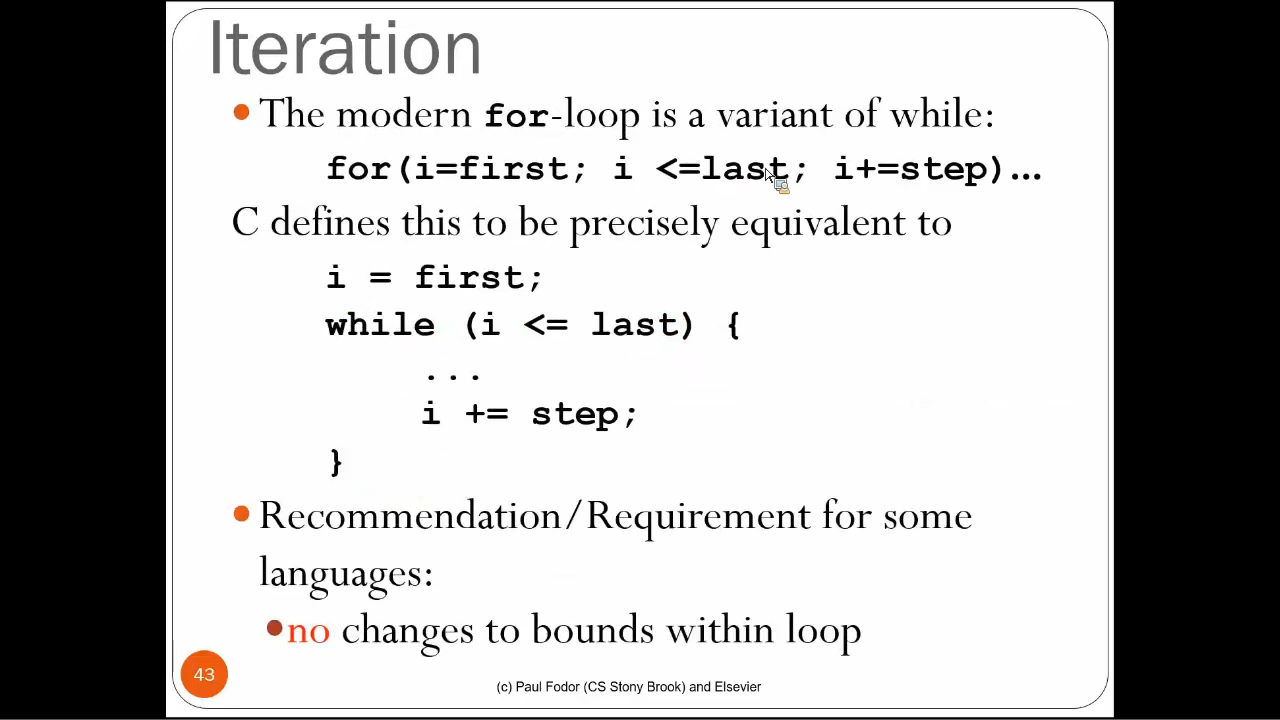 Iteration
The modern for-loop is a variant of while:
for(i=first; i <=last; i+=step)…
C defines this to be precisely equivalent to
i = first;
while (i <= last) {
...
i += step;
}
Recommendation/Requirement for some
languages:
no changes to bounds within loop
43
(c) Paul Fodor (CS Stony Brook) and Elsevier